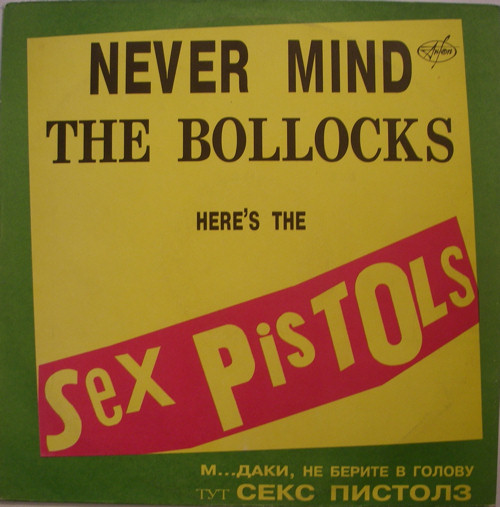 NEVER MIND
THE BOLLOCKS
HERE'S THE
SEX PiSTOLS
М...ДАКИ, НЕ БЕРИТЕ В ГОЛОВУ
ТУТ СЕКС ПИСТОЛЗ